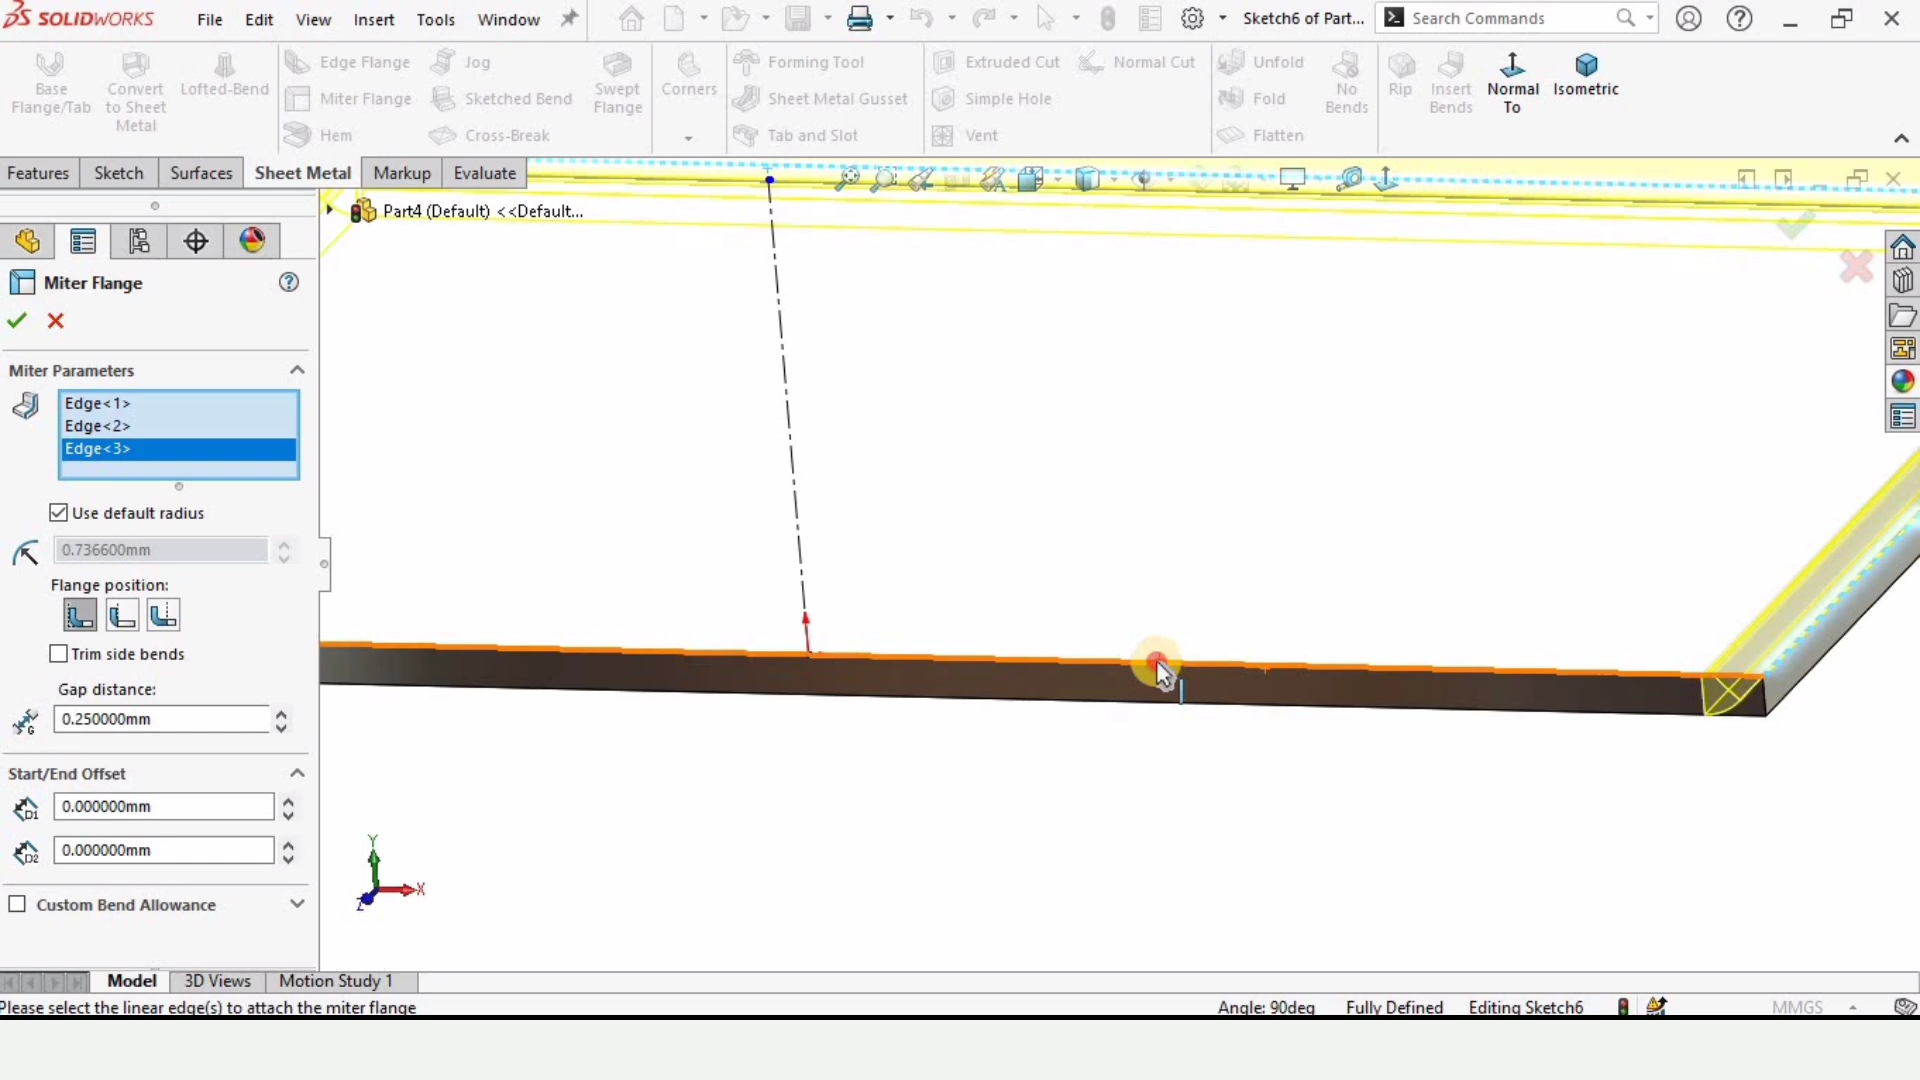 SOLIDWORKS
File Edit View Insert Tools Window
Sketch6 of Part...
Search Commands
Base Flange/Tab
Convert to Sheet Metal
Lofted-Bend
Edge Flange
Miter Flange
Hem
Jog
Sketched Bend
Cross-Break
Swept Flange
Corners
Forming Tool
Sheet Metal Gusset
Tab and Slot
Extruded Cut
Simple Hole
Vent
Normal Cut
Unfold
Fold
Flatten
No Bends
Rip
Insert Bends
Normal To
Isometric
Features Sketch Surfaces Sheet Metal Markup Evaluate
Part4 (Default) <<Default...
Miter Flange
Miter Parameters
Edge<1>
Edge<2>
Edge<3>
Use default radius
0.736600mm
Flange position:
Trim side bends
Gap distance:
G
0.250000mm
Start/End Offset
D1
0.000000mm
D2
0.000000mm
Custom Bend Allowance
Y
X
Z
Model 3D Views Motion Study 1
Please select the linear edge(s) to attach the miter flange
Angle: 90deg Fully Defined Editing Sketch6 MMGS